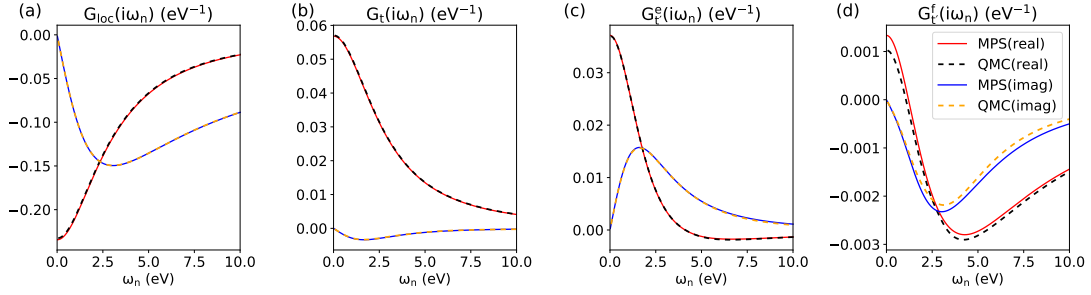 (a) G_loc(iω_n) (eV⁻¹)
0.00
−0.05
−0.10
−0.15
−0.20
0.0 2.5 5.0 7.5 10.0
ω_n (eV)
(b) G_t(iω_n) (eV⁻¹)
0.06
0.05
0.04
0.03
0.02
0.01
0.00
0.0 2.5 5.0 7.5 10.0
ω_n (eV)
(c) G_t′^e(iω_n) (eV⁻¹)
0.03
0.02
0.01
0.00
0.0 2.5 5.0 7.5 10.0
ω_n (eV)
(d) G_t′^f(iω_n) (eV⁻¹)
0.001
0.000
−0.001
−0.002
−0.003
0.0 2.5 5.0 7.5 10.0
ω_n (eV)
MPS(real)
QMC(real)
MPS(imag)
QMC(imag)